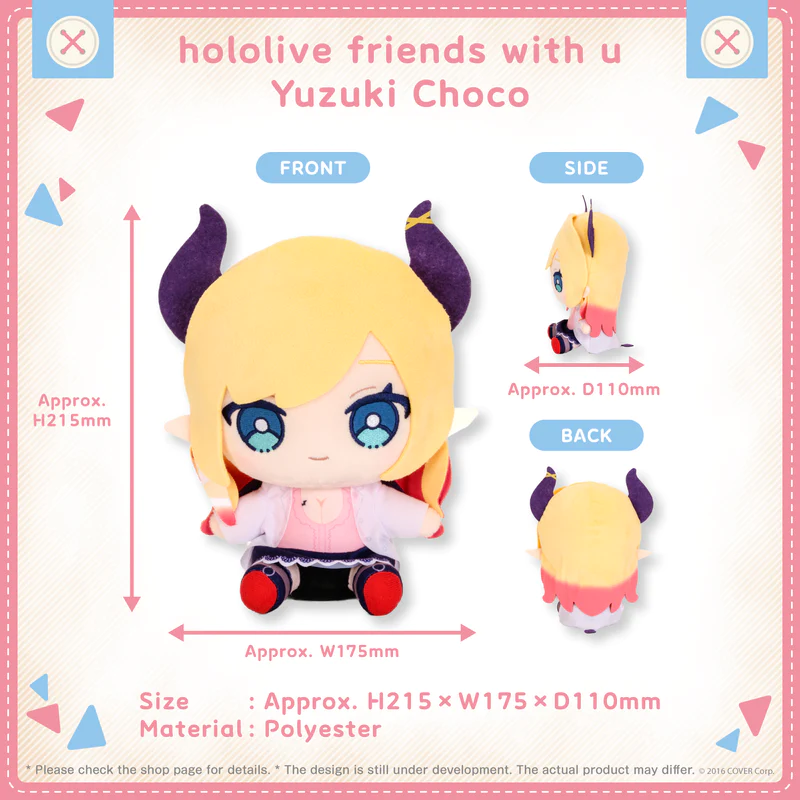 hololive friends with u
Yuzuki Choco
FRONT
SIDE
Approx.
H215mm
Approx. D110mm
BACK
Approx. W175mm
Size : Approx. H215×W175×D110mm
Material : Polyester
* Please check the shop page for details. * The design is still under development. The actual product may differ. © 2016 COVER Corp.